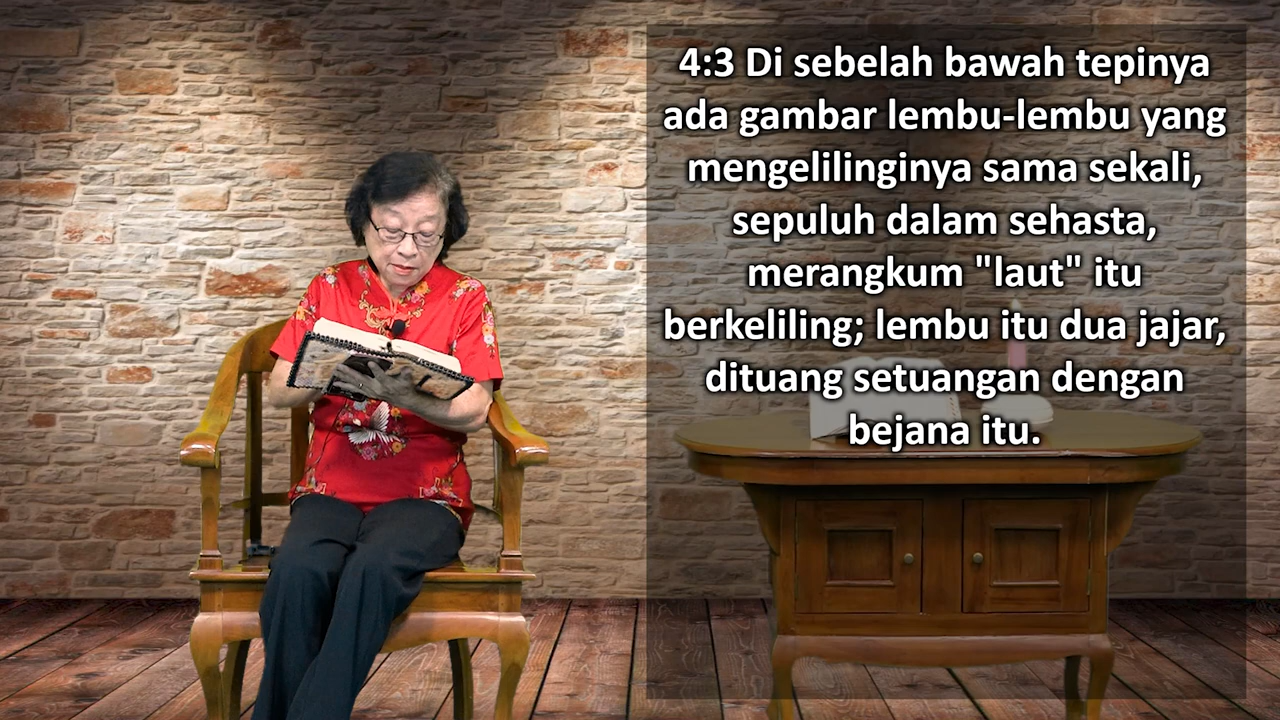 4:3 Di sebelah bawah tepinya
ada gambar lembu-lembu yang
mengelilinginya sama sekali,
sepuluh dalam sehasta,
merangkum "laut" itu
berkeliling; lembu itu dua jajar,
dituang setuangan dengan
bejana itu.